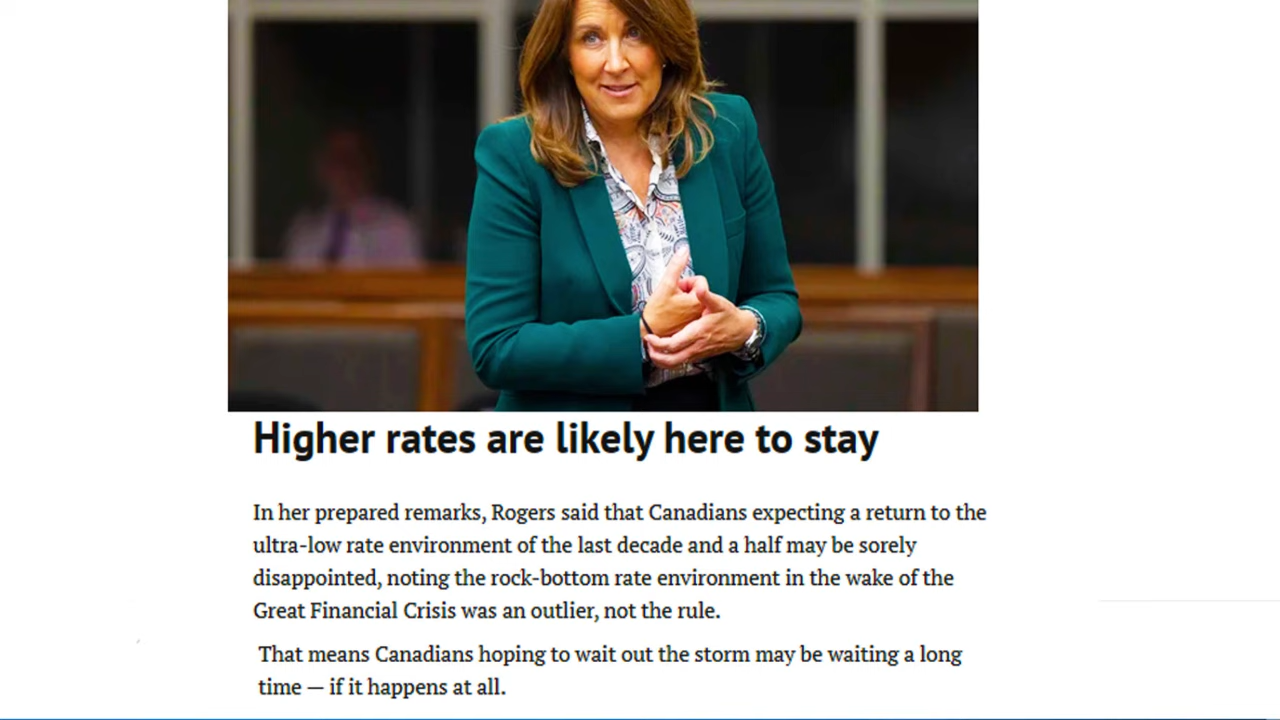 Higher rates are likely here to stay
In her prepared remarks, Rogers said that Canadians expecting a return to the
ultra-low rate environment of the last decade and a half may be sorely
disappointed, noting the rock-bottom rate environment in the wake of the
Great Financial Crisis was an outlier, not the rule.
That means Canadians hoping to wait out the storm may be waiting a long
time — if it happens at all.